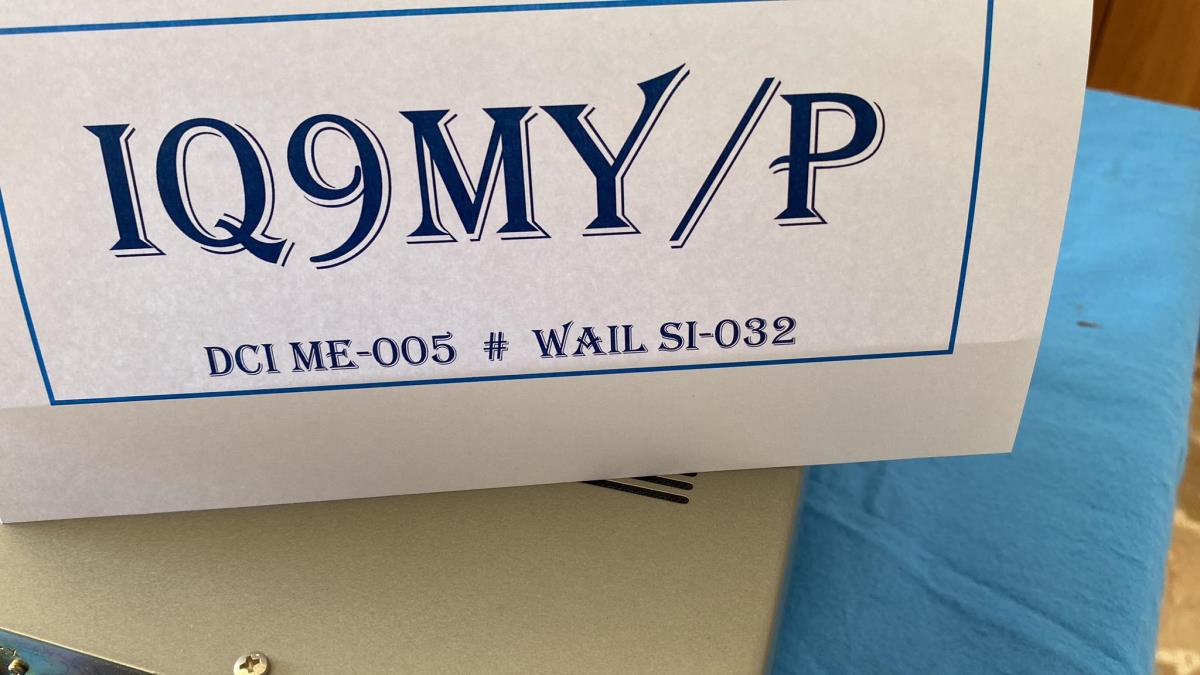 IQ9MY/P
DCI ME-005 # WAIL SI-032